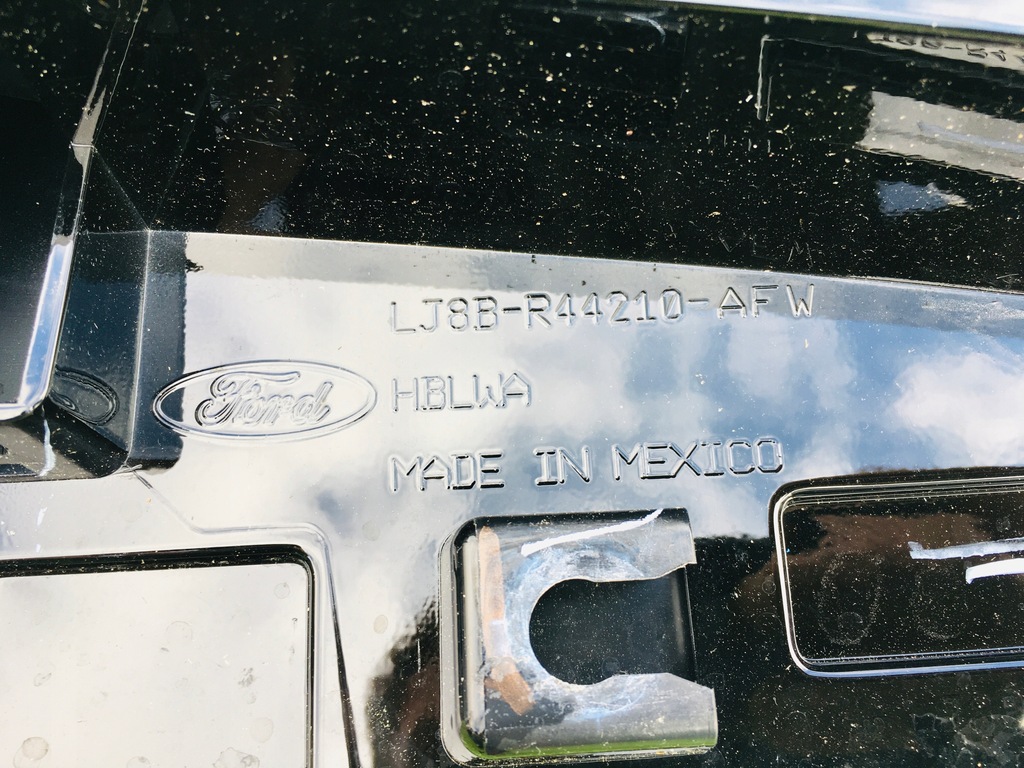 LJ8B-R44210-AFW
Ford
HBLWA
MADE IN MEXICO